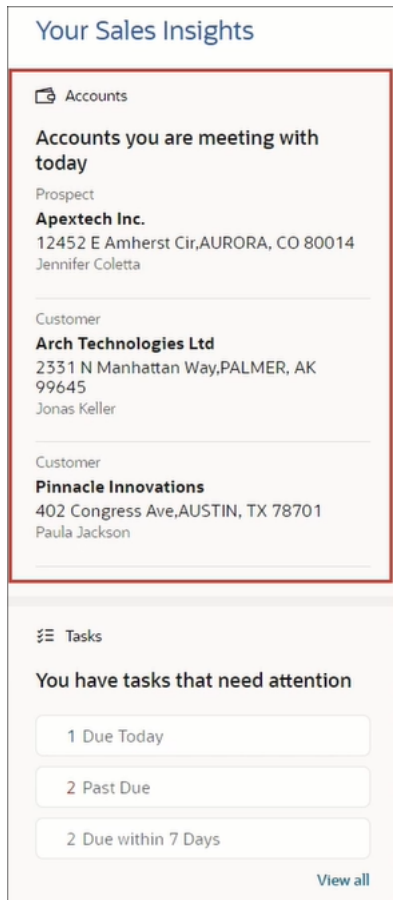 Your Sales Insights
Accounts
Accounts you are meeting with
today
Prospect
Apextech Inc.
12452 E Amherst Cir,AURORA, CO 80014
Jennifer Coletta
Customer
Arch Technologies Ltd
2331 N Manhattan Way,PALMER, AK
99645
Jonas Keller
Customer
Pinnacle Innovations
402 Congress Ave,AUSTIN, TX 78701
Paula Jackson
Tasks
You have tasks that need attention
1 Due Today
2 Past Due
2 Due within 7 Days
View all